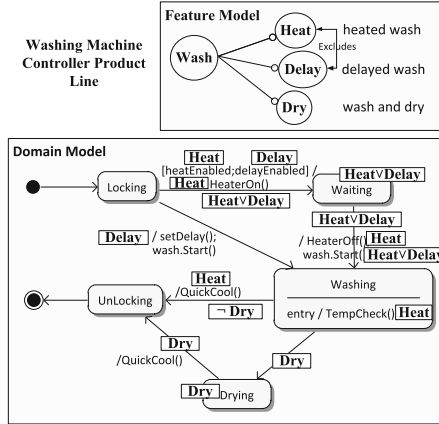 Washing Machine
Controller Product
Line
Feature Model
Wash
Heat
heated wash
Excludes
Delay
delayed wash
Dry
wash and dry
Domain Model
Heat Delay
[heatEnabled;delayEnabled] /
Heat HeaterOn()
Heat∨Delay
Locking
Heat∨Delay
Waiting
Heat∨Delay
Delay / setDelay();
wash.Start()
/ HeaterOff() Heat
wash.Start() Heat∨Delay
Heat
/QuickCool()
¬ Dry
UnLocking
Washing
entry / TempCheck() Heat
Dry
/QuickCool()
Dry
Dry
Drying